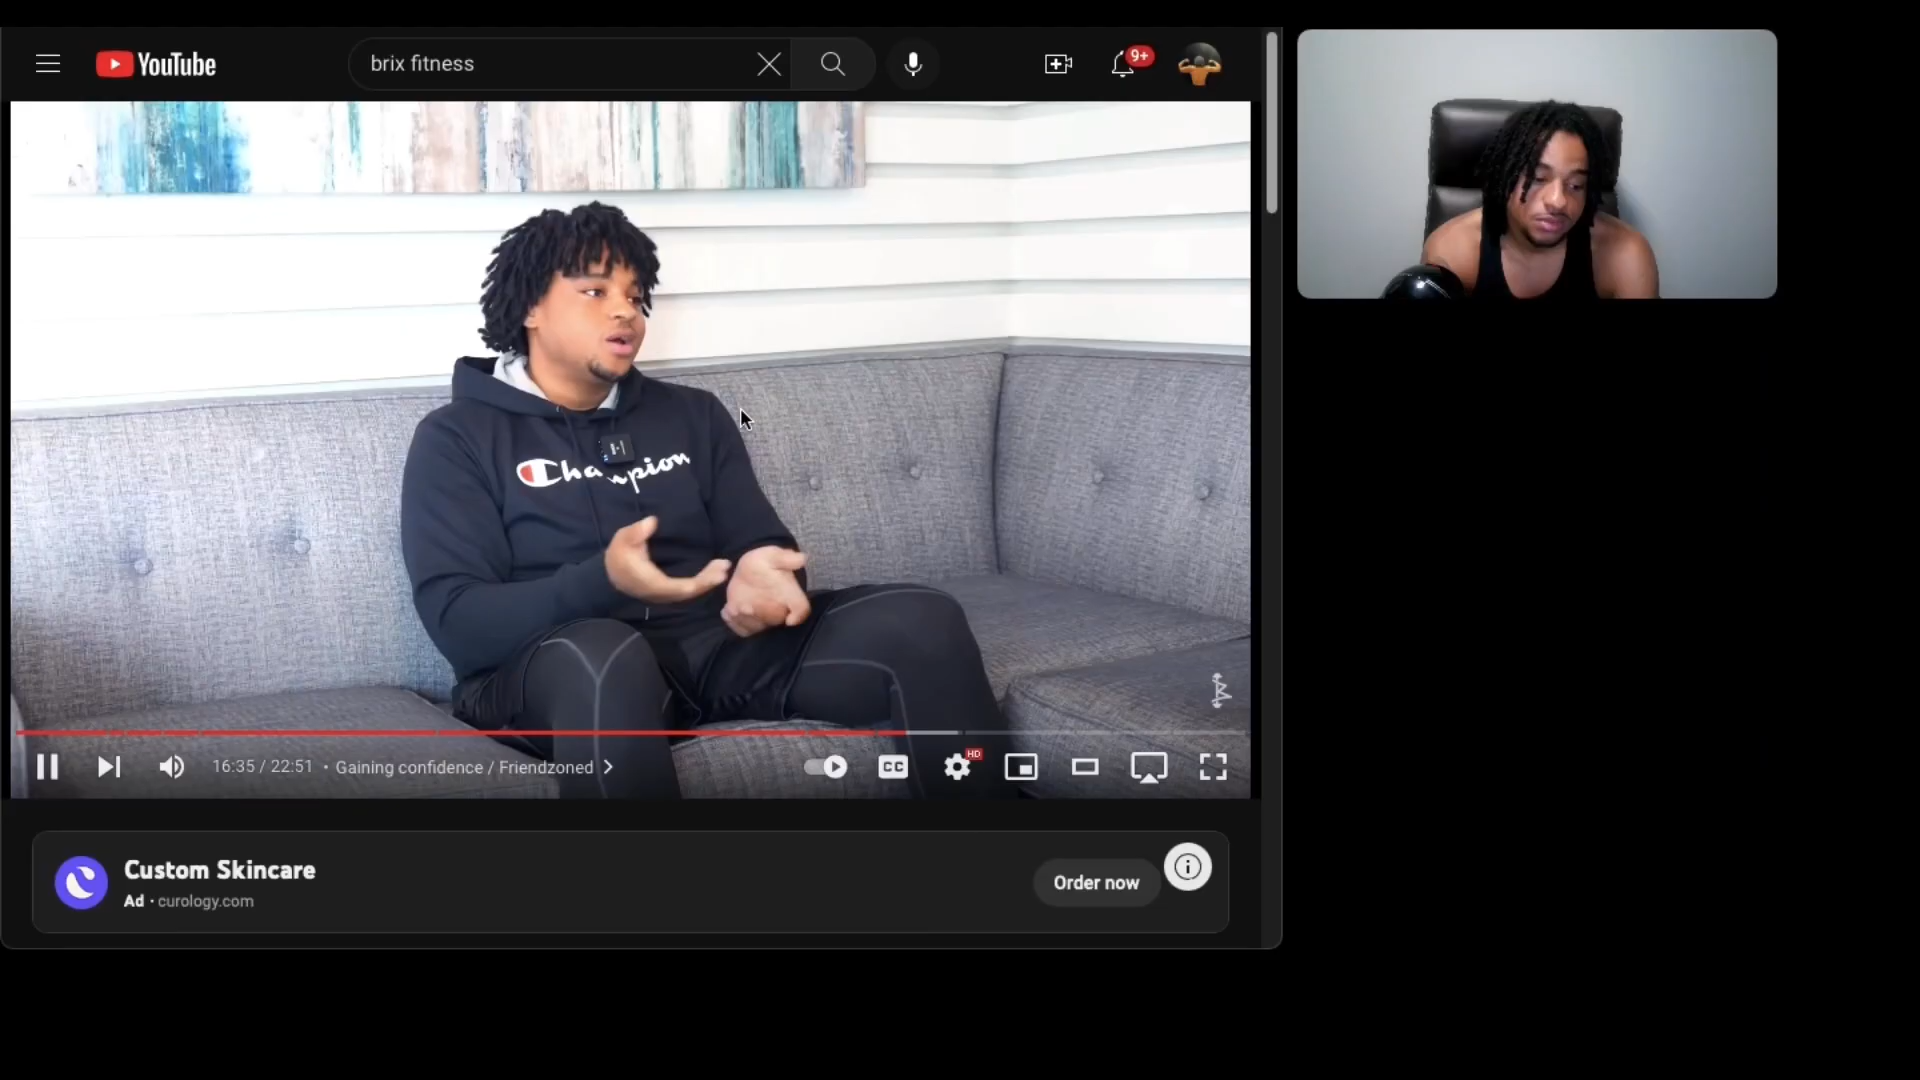 YouTube
brix fitness
9+
Champion
16:35 / 22:51 • Gaining confidence / Friendzoned
CC
HD
Custom Skincare
Ad • curology.com
Order now